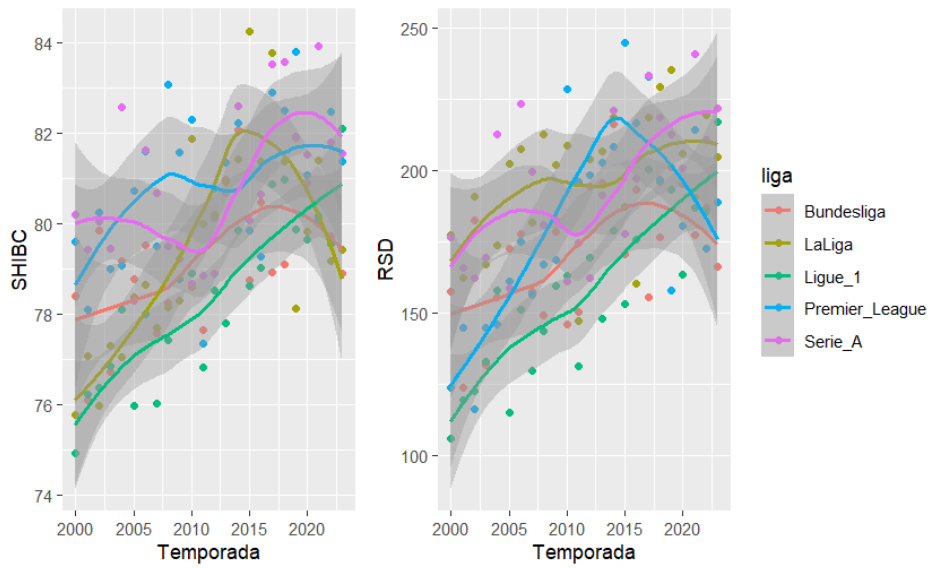 SHIBC
84
82
80
78
76
74
2000
2005
2010
2015
2020
Temporada
RSD
250
200
150
100
2000
2005
2010
2015
2020
Temporada
liga
Bundesliga
LaLiga
Ligue_1
Premier_League
Serie_A